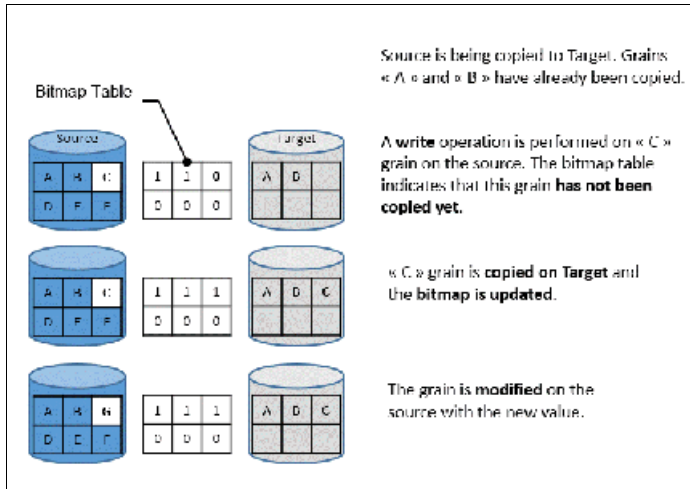 Source is being copied to Target. Grains
« A » and « B » have already been copied.
Bitmap Table
Source
Target
A write operation is performed on « C »
grain on the source. The bitmap table
indicates that this grain has not been
copied yet.
A B C 1 1 0 A B
D E F 0 0 0
« C » grain is copied on Target and
the bitmap is updated.
A B C 1 1 1 A B C
D E F 0 0 0
The grain is modified on the
source with the new value.
A B G 1 1 1 A B C
D E F 0 0 0